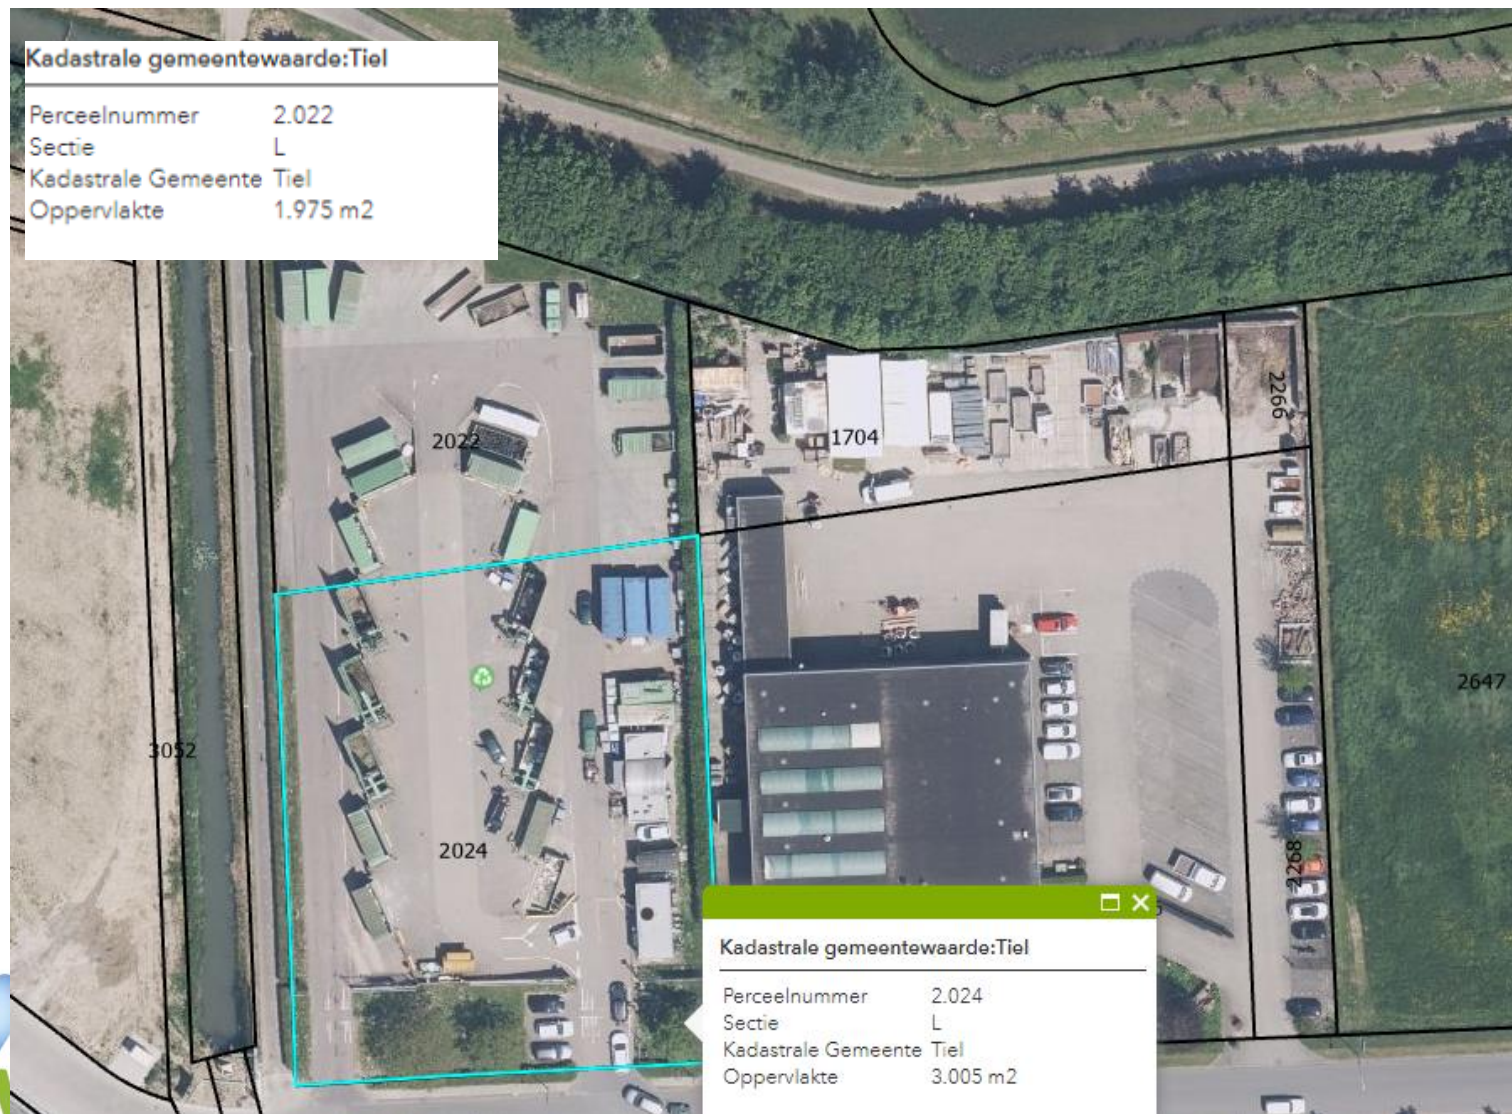 Kadastrale gemeentewaarde:Tiel
Perceelnummer 2.022
Sectie L
Kadastrale Gemeente Tiel
Oppervlakte 1.975 m2
2266
2022
1704
2647
3052
2024
2268
Kadastrale gemeentewaarde:Tiel
Perceelnummer 2.024
Sectie L
Kadastrale Gemeente Tiel
Oppervlakte 3.005 m2